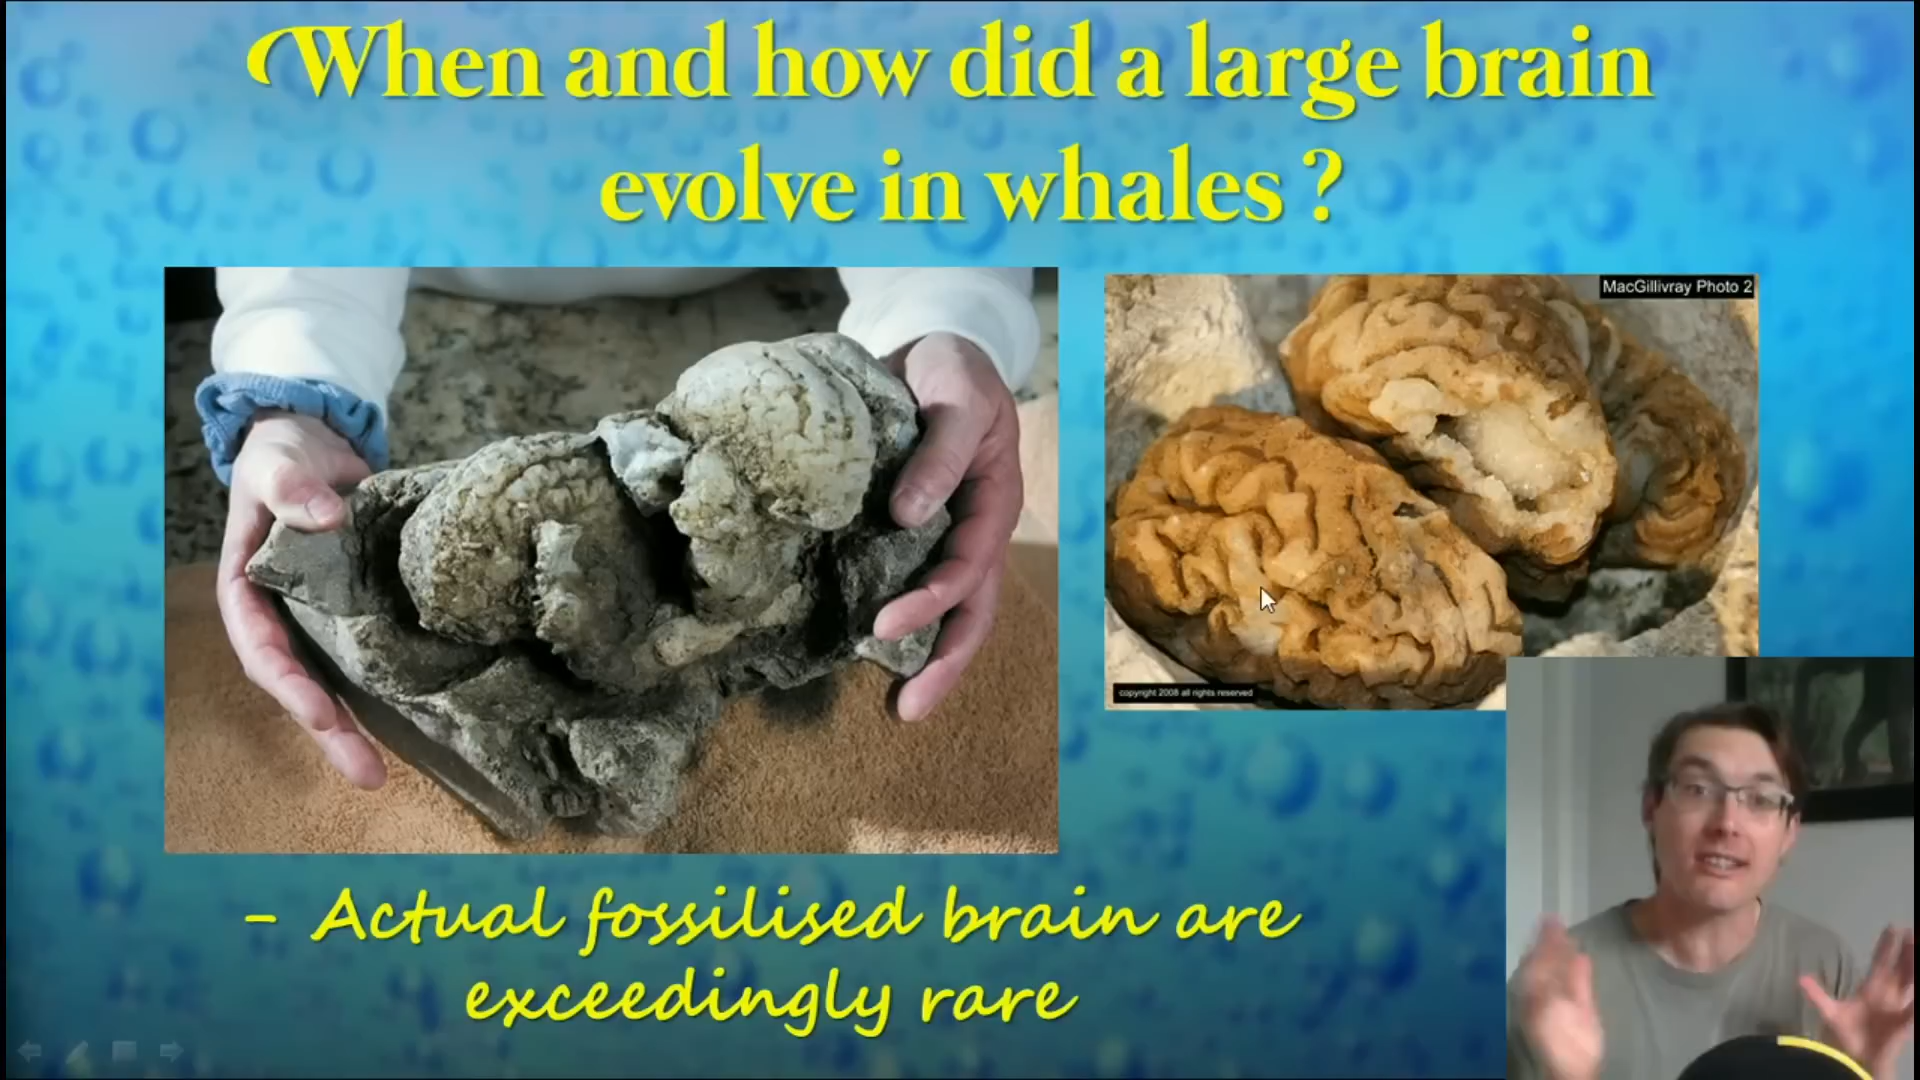 When and how did a large brain
evolve in whales ?
MacGillivray Photo 2
copyright 2008 all rights reserved
- Actual fossilised brain are
exceedingly rare